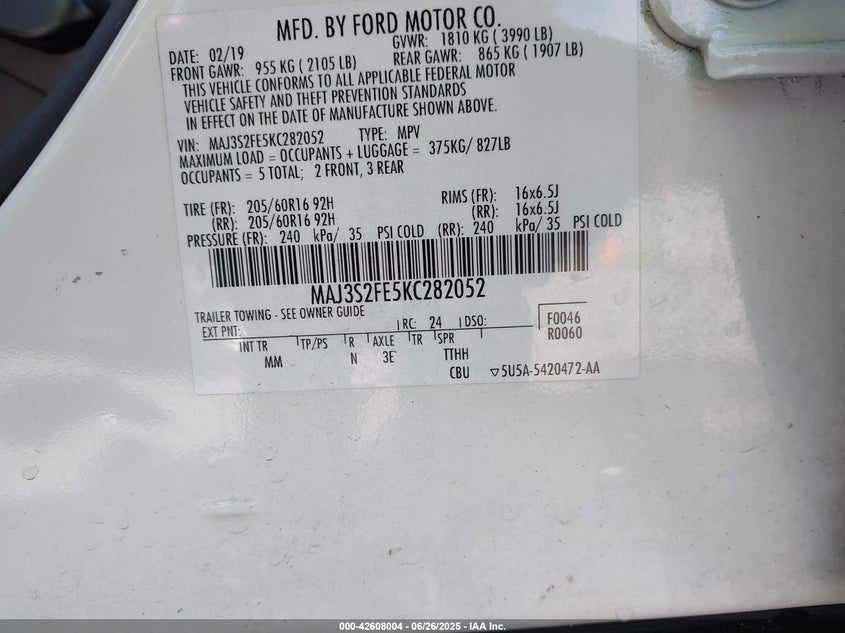 MFD. BY FORD MOTOR CO.
DATE: 02/19 GVWR: 1810 KG ( 3990 LB)
FRONT GAWR: 955 KG ( 2105 LB) REAR GAWR: 865 KG ( 1907 LB)
THIS VEHICLE CONFORMS TO ALL APPLICABLE FEDERAL MOTOR
VEHICLE SAFETY AND THEFT PREVENTION STANDARDS
IN EFFECT ON THE DATE OF MANUFACTURE SHOWN ABOVE.
VIN: MAJ3S2FE5KC282052 TYPE: MPV
MAXIMUM LOAD = OCCUPANTS + LUGGAGE = 375KG/ 827LB
OCCUPANTS = 5 TOTAL; 2 FRONT, 3 REAR
TIRE (FR): 205/60R16 92H RIMS (FR): 16x6.5J
(RR): 205/60R16 92H (RR): 16x6.5J
PRESSURE (FR): 240 kPa/ 35 PSI COLD (RR): 240 kPa/ 35 PSI COLD
MAJ3S2FE5KC282052
TRAILER TOWING - SEE OWNER GUIDE
EXT PNT: RC: 24 DSO: F0046
R0060
INT TR TP/PS R AXLE TR SPR
MM N 3E TTHH
CBU ▽5U5A-5420472-AA
000-42608004 | 06/26/2025 - IAA Inc.